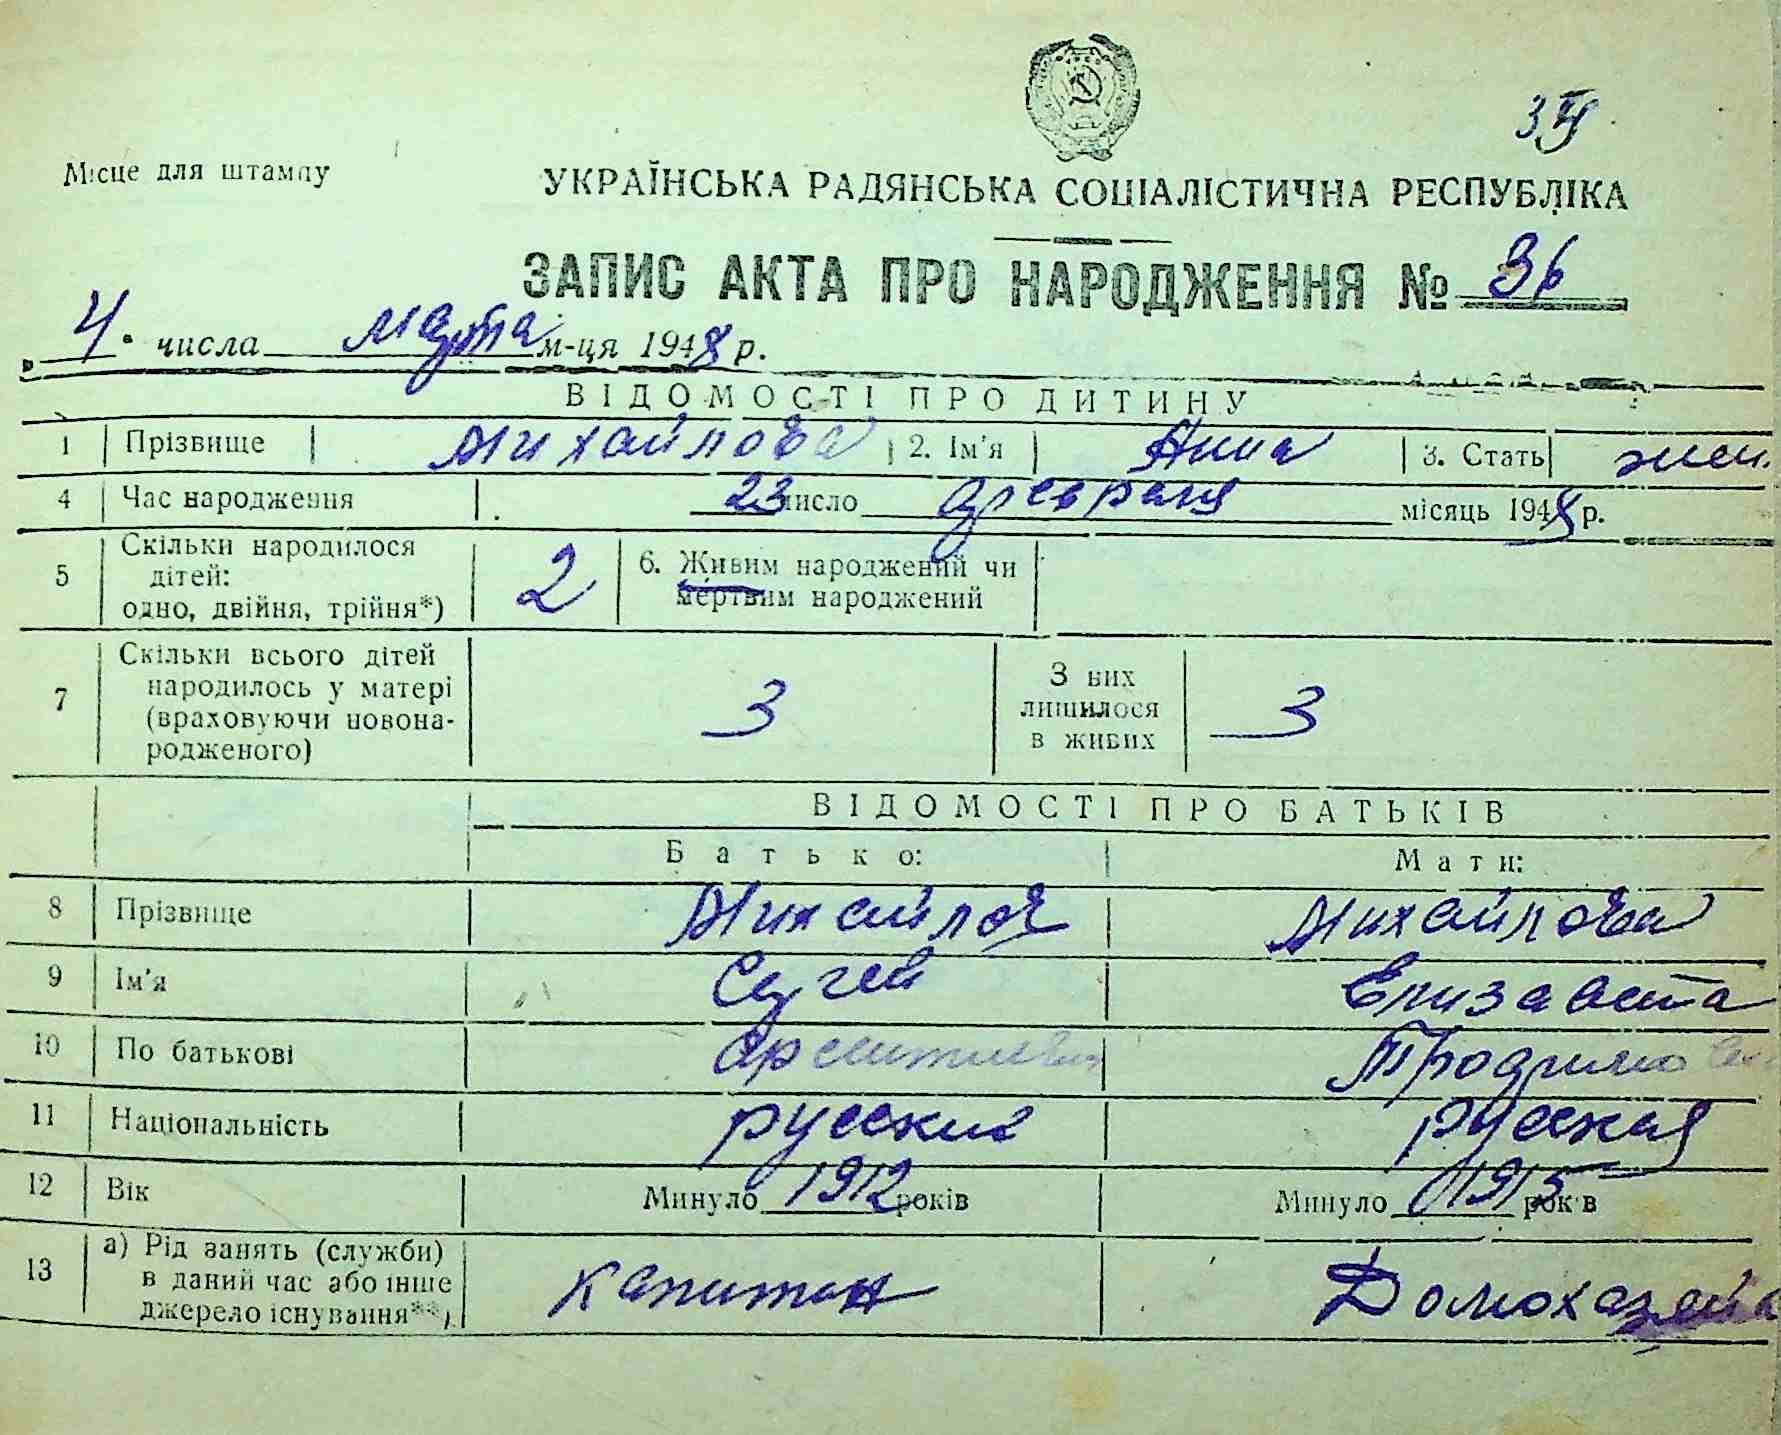 Місце для штампу
УКРАЇНСЬКА РАДЯНСЬКА СОЦІАЛІСТИЧНА РЕСПУБЛІКА
ЗАПИС АКТА ПРО НАРОДЖЕННЯ № 36
„ 4 " числа марта м-ця 1948 р.
ВІДОМОСТІ ПРО ДИТИНУ
1 Прізвище Михайлова 2. Ім'я Анна 3. Стать жен.
4 Час народження 23 число февраля місяць 1948 р.
5 Скільки народилося дітей: одно, двійня, трійня*) 2 6. Живим народжений чи мертвим народжений
7 Скільки всього дітей народилось у матері (враховуючи новонародженого) 3 З них лишилося в живих 3
ВІДОМОСТІ ПРО БАТЬКІВ
Батько: Мати:
8 Прізвище Михайлов Михайлова
9 Ім'я Сергей Елизавета
10 По батькові
11 Національність русский русская
12 Вік Минуло 1912 років Минуло 1915 рок в
13 а) Рід занять (служби) в даний час або інше джерело існування**) капитан Домохазяйка